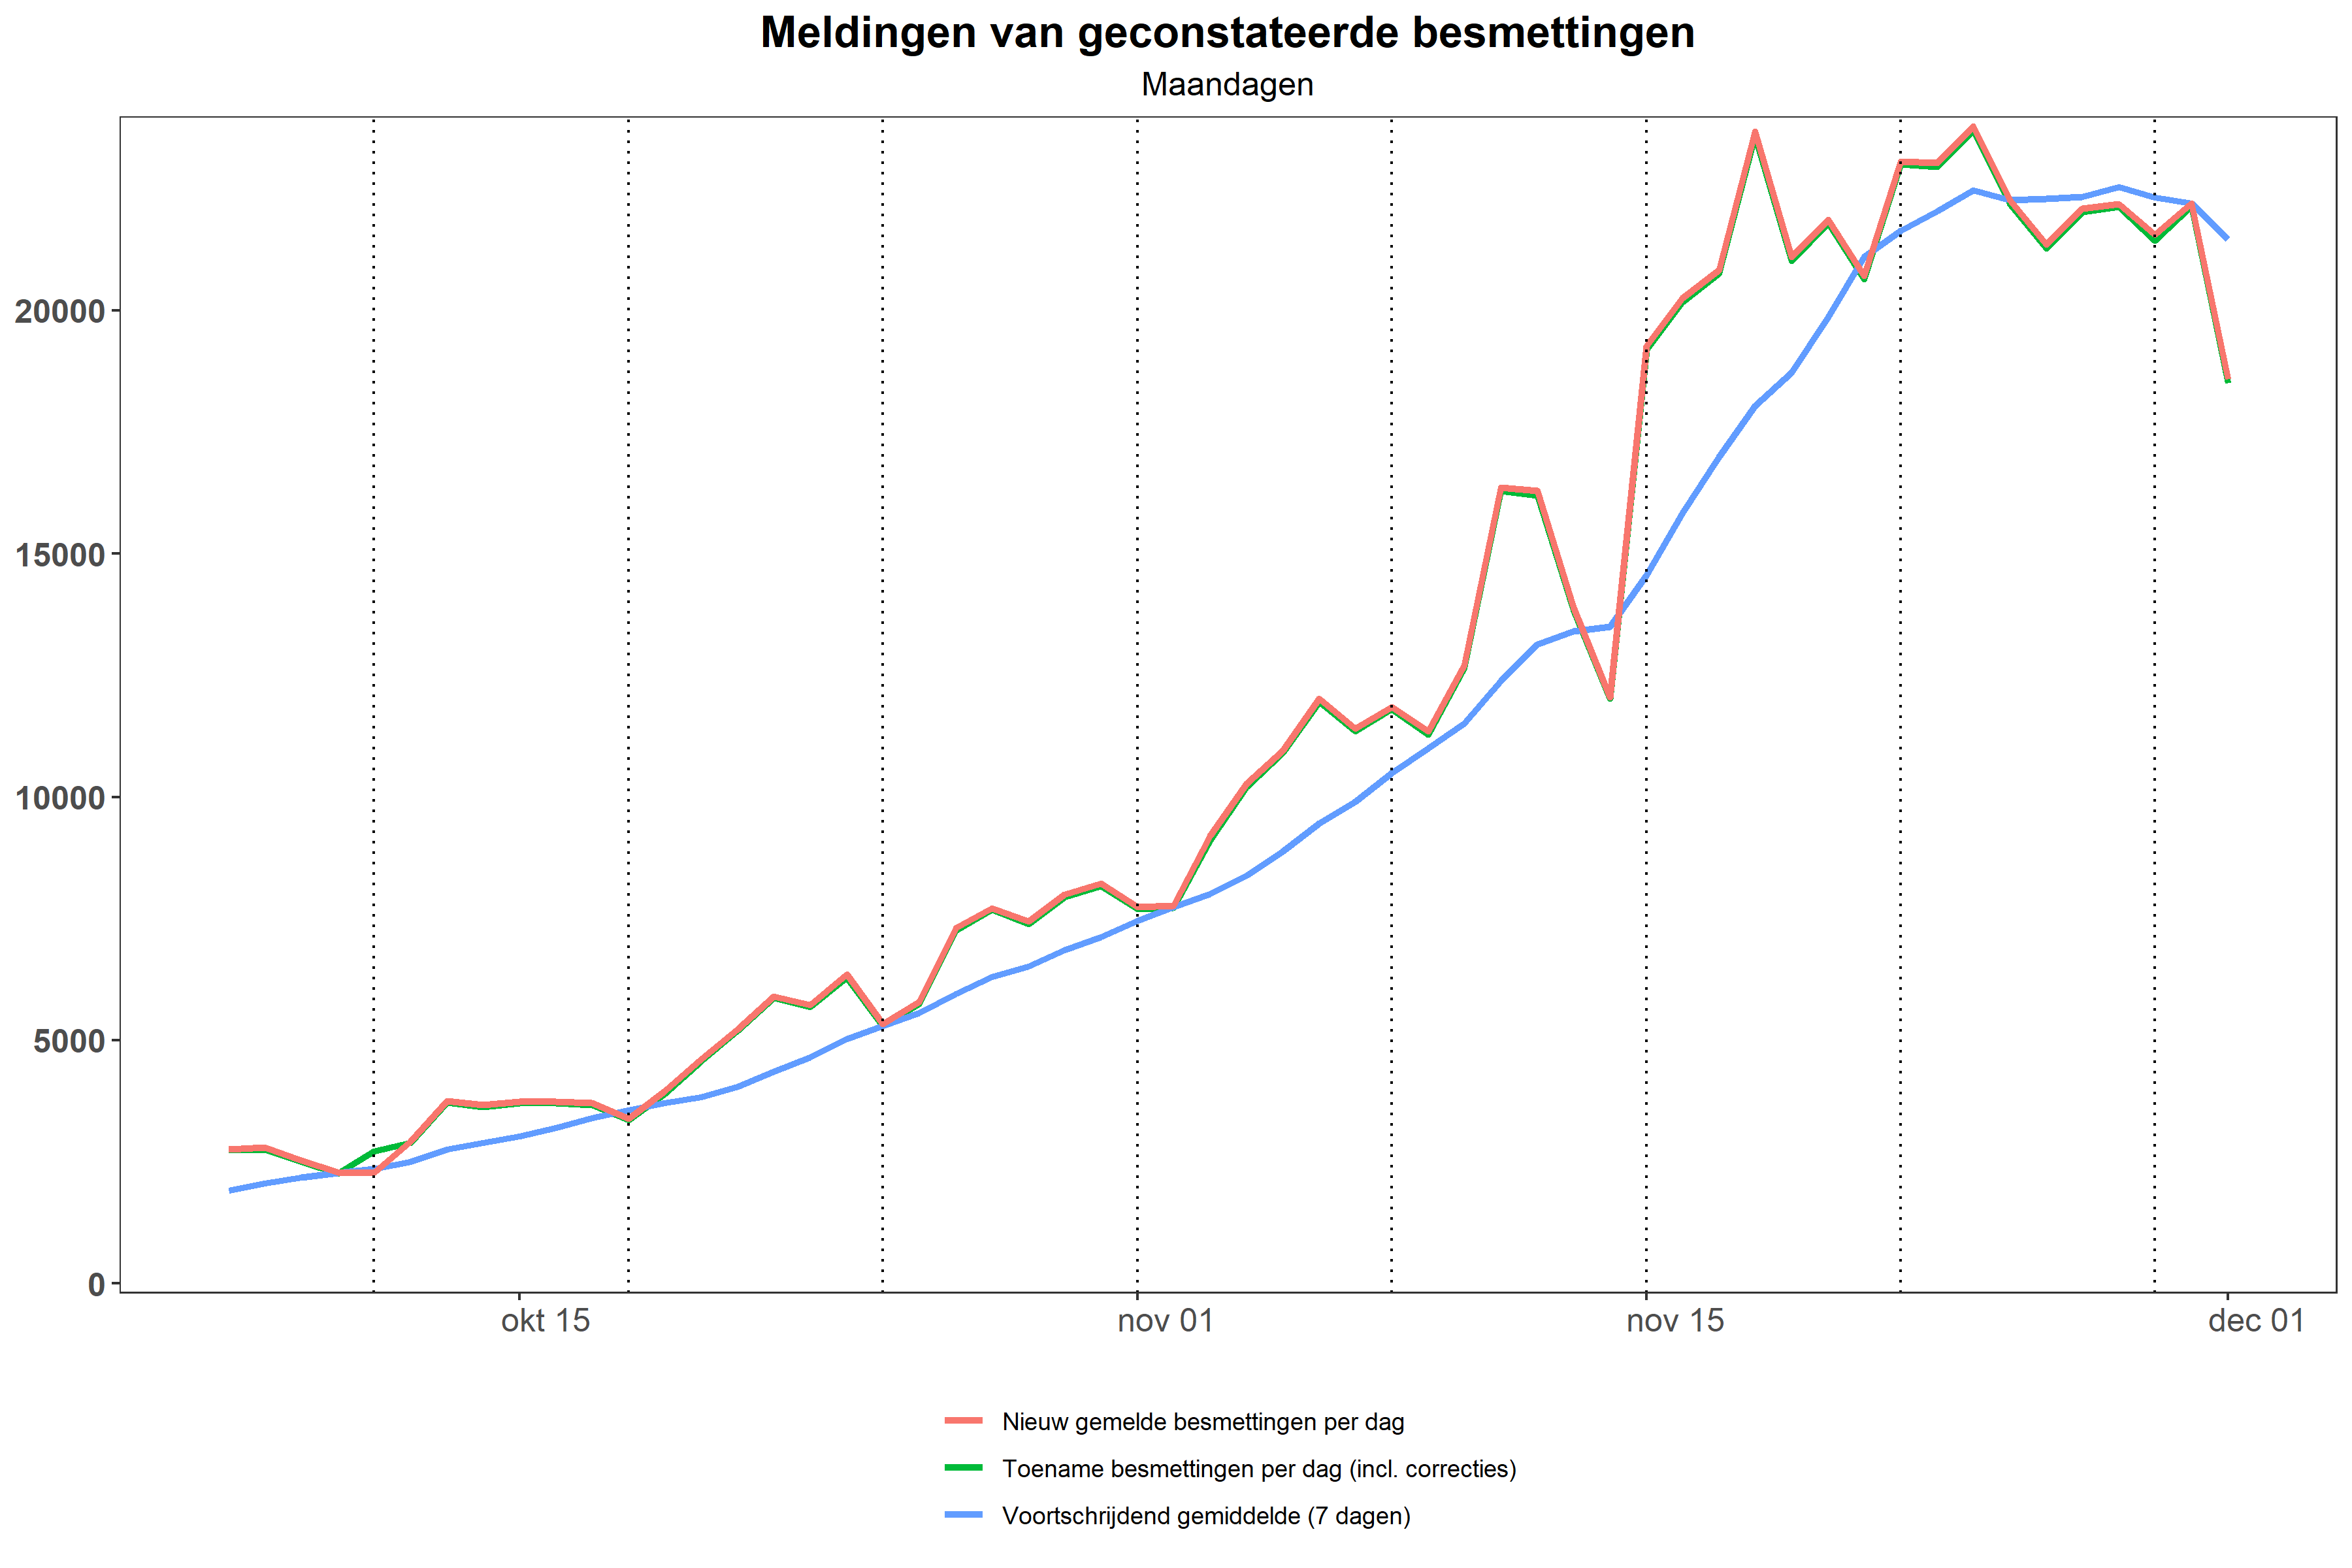 Meldingen van geconstateerde besmettingen
Maandagen
20000
15000
10000
5000
0
okt 15
nov 01
nov 15
dec 01
Nieuw gemelde besmettingen per dag
Toename besmettingen per dag (incl. correcties)
Voortschrijdend gemiddelde (7 dagen)